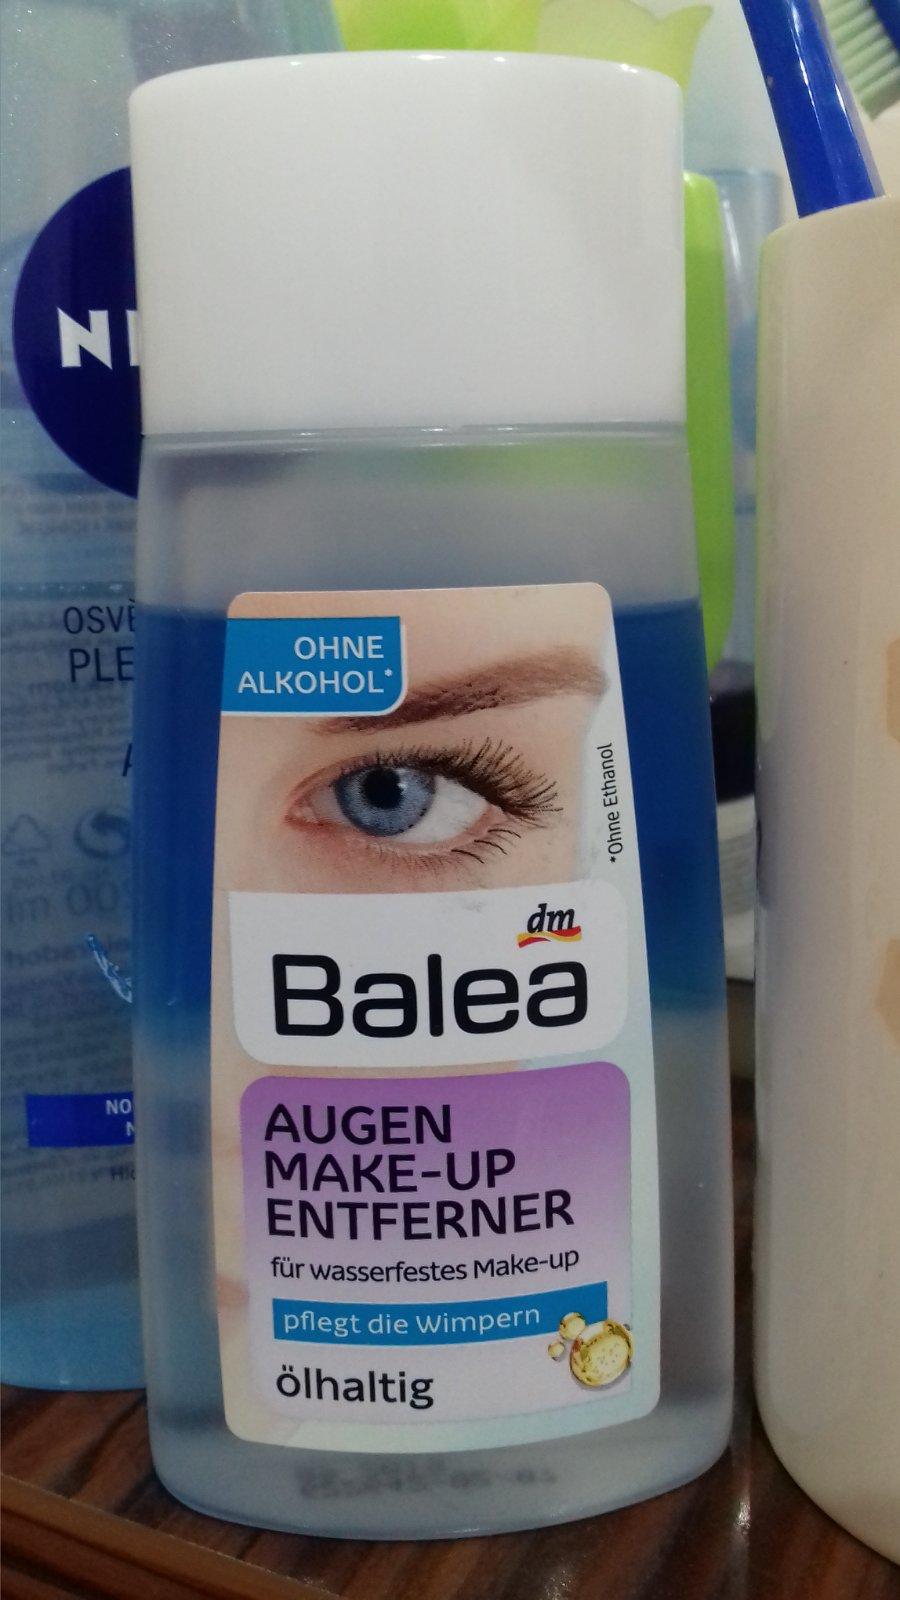 NI
OSVĚ
PLE
NO
N
OHNE
ALKOHOL*
*Ohne Ethanol
dm
Balea
AUGEN
MAKE-UP
ENTFERNER
für wasserfestes Make-up
pflegt die Wimpern
ölhaltig